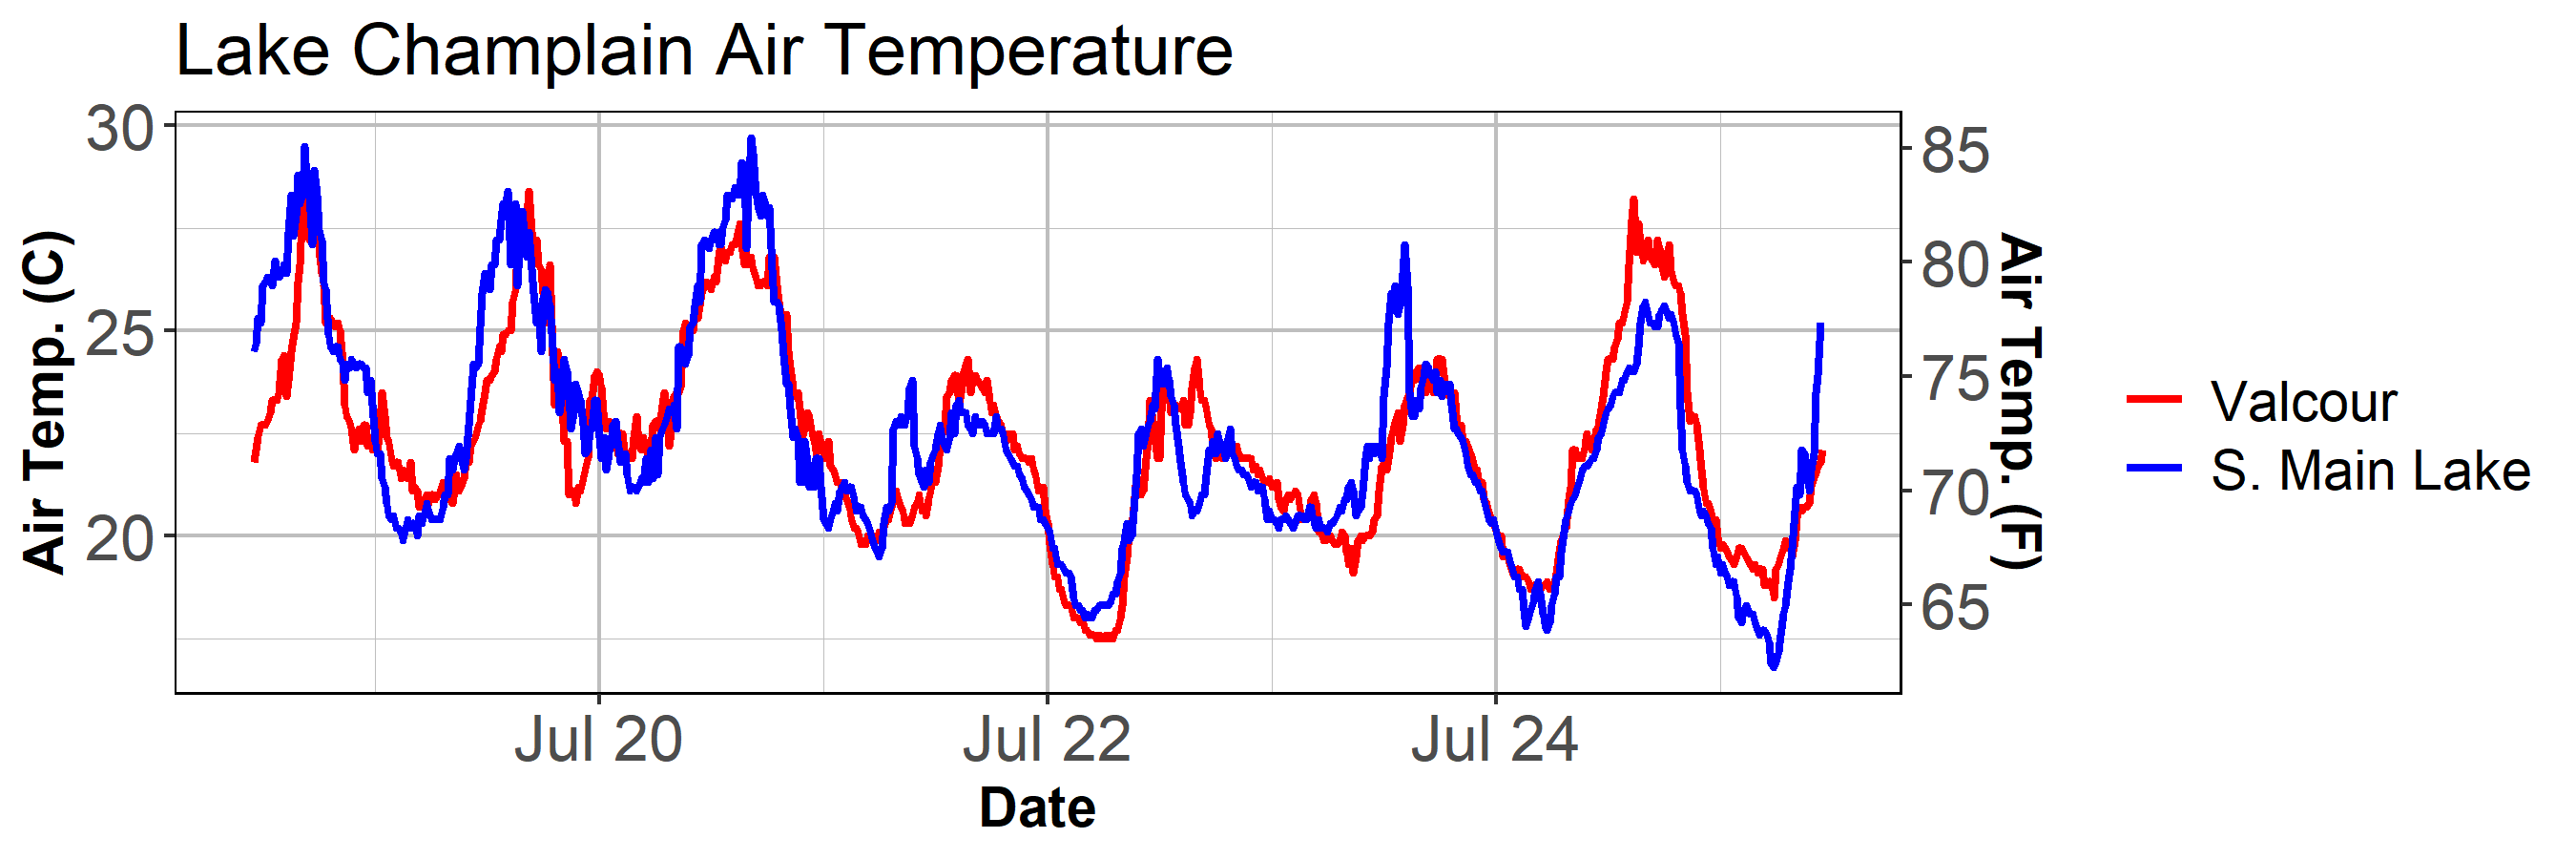 Lake Champlain Air Temperature
30
25
20
Air Temp. (C)
85
80
75
70
65
Air Temp. (F)
Jul 20
Jul 22
Jul 24
Date
Valcour
S. Main Lake